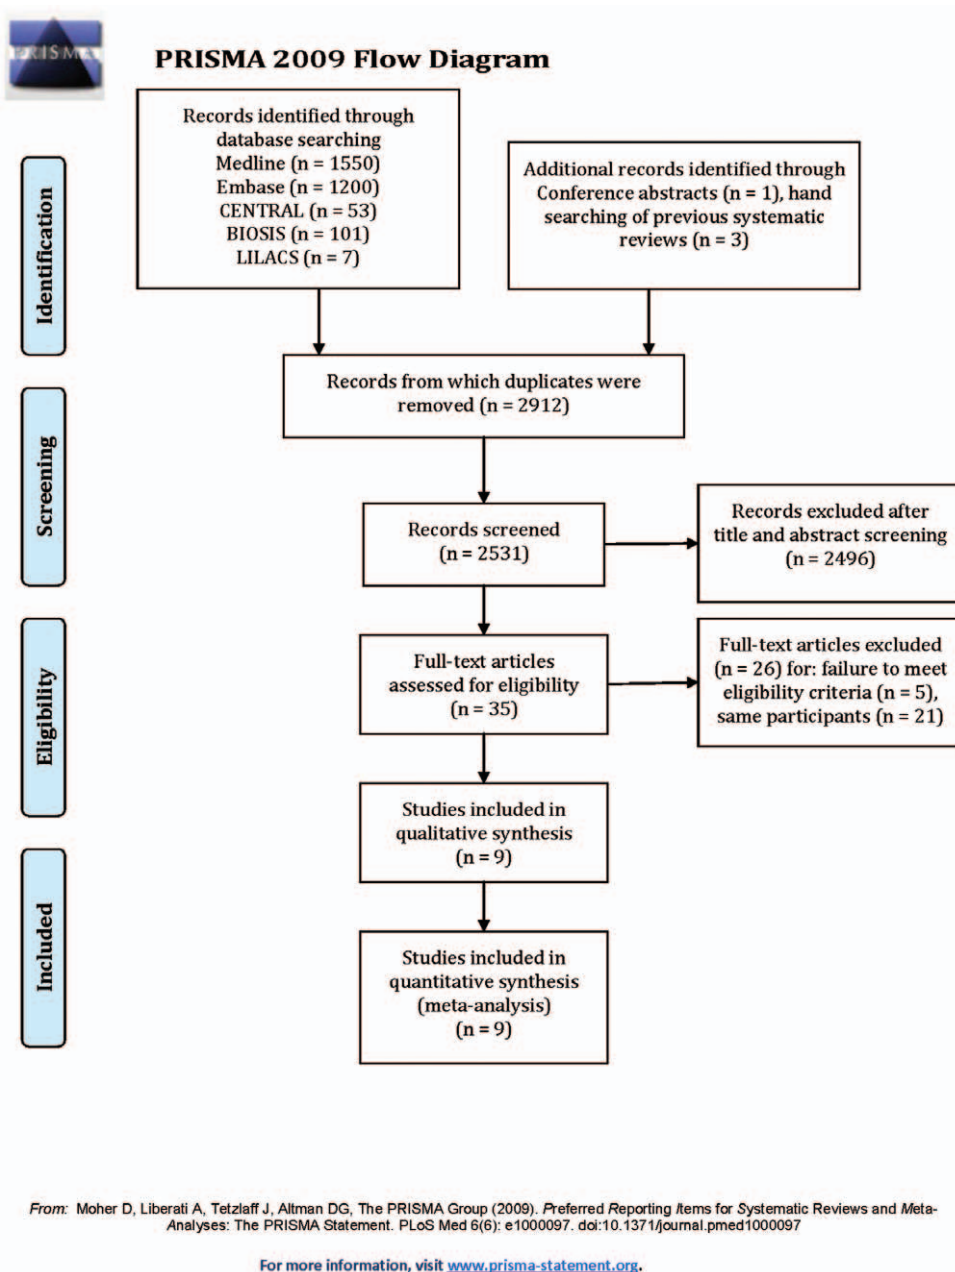 PRISMA
PRISMA 2009 Flow Diagram
Identification
Records identified through
database searching
Medline (n = 1550)
Embase (n = 1200)
CENTRAL (n = 53)
BIOSIS (n = 101)
LILACS (n = 7)
Additional records identified through
Conference abstracts (n = 1), hand
searching of previous systematic
reviews (n = 3)
Records from which duplicates were
removed (n = 2912)
Screening
Records screened
(n = 2531)
Records excluded after
title and abstract screening
(n = 2496)
Eligibility
Full-text articles
assessed for eligibility
(n = 35)
Full-text articles excluded
(n = 26) for: failure to meet
eligibility criteria (n = 5),
same participants (n = 21)
Studies included in
qualitative synthesis
(n = 9)
Included
Studies included in
quantitative synthesis
(meta-analysis)
(n = 9)
From: Moher D, Liberati A, Tetzlaff J, Altman DG, The PRISMA Group (2009). Preferred Reporting Items for Systematic Reviews and Meta-
Analyses: The PRISMA Statement. PLoS Med 6(6): e1000097. doi:10.1371/journal.pmed1000097
For more information, visit www.prisma-statement.org.